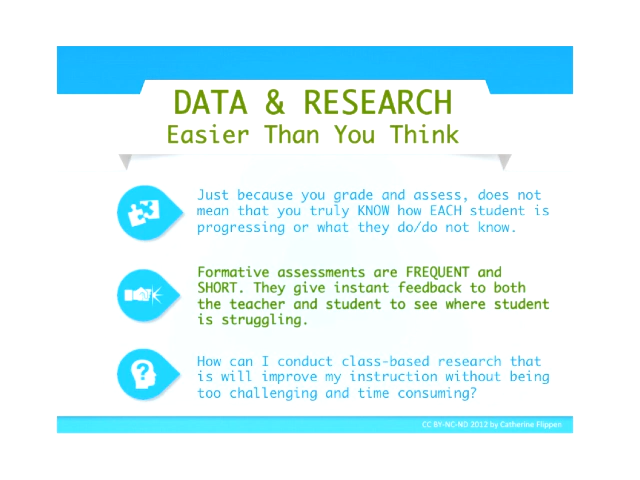 DATA & RESEARCH
Easier Than You Think
Just because you grade and assess, does not
mean that you truly KNOW how EACH student is
progressing or what they do/do not know.
Formative assessments are FREQUENT and
SHORT. They give instant feedback to both
the teacher and student to see where student
is struggling.
How can I conduct class-based research that
is will improve my instruction without being
too challenging and time consuming?
CC BY-NC-ND 2012 by Catherine Flippen